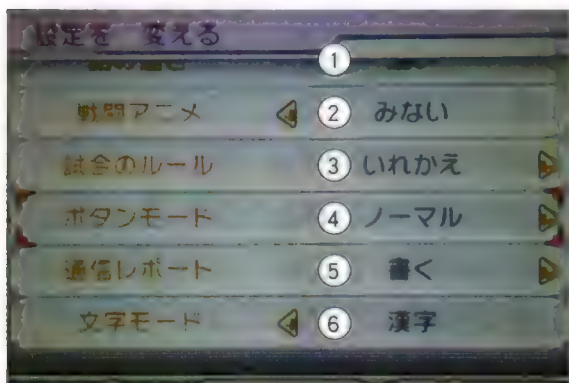 設定を 変える
①
戦闘アニメ ② みない
試合のルール ③ いれかえ
ボタンモード ④ ノーマル
通信レポート ⑤ 書く
文字モード ⑥ 漢字